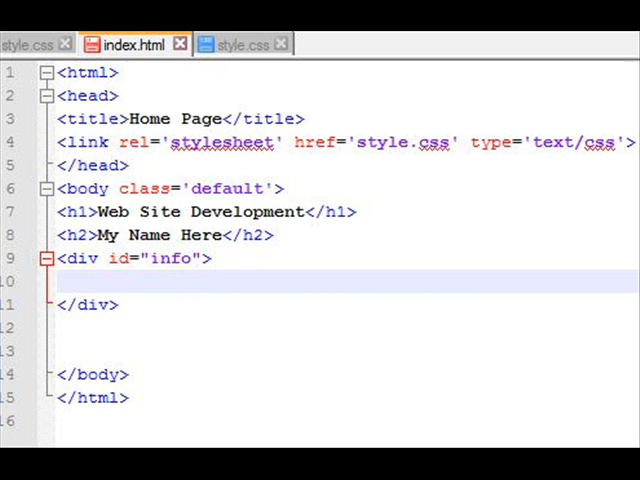 style.css index.html style.css
1 <html>
2 <head>
3 <title>Home Page</title>
4 <link rel='stylesheet' href='style.css' type='text/css'>
5 </head>
6 <body class='default'>
7 <h1>Web Site Development</h1>
8 <h2>My Name Here</h2>
9 <div id="info">
10
11 </div>
12
13
14 </body>
15 </html>
16